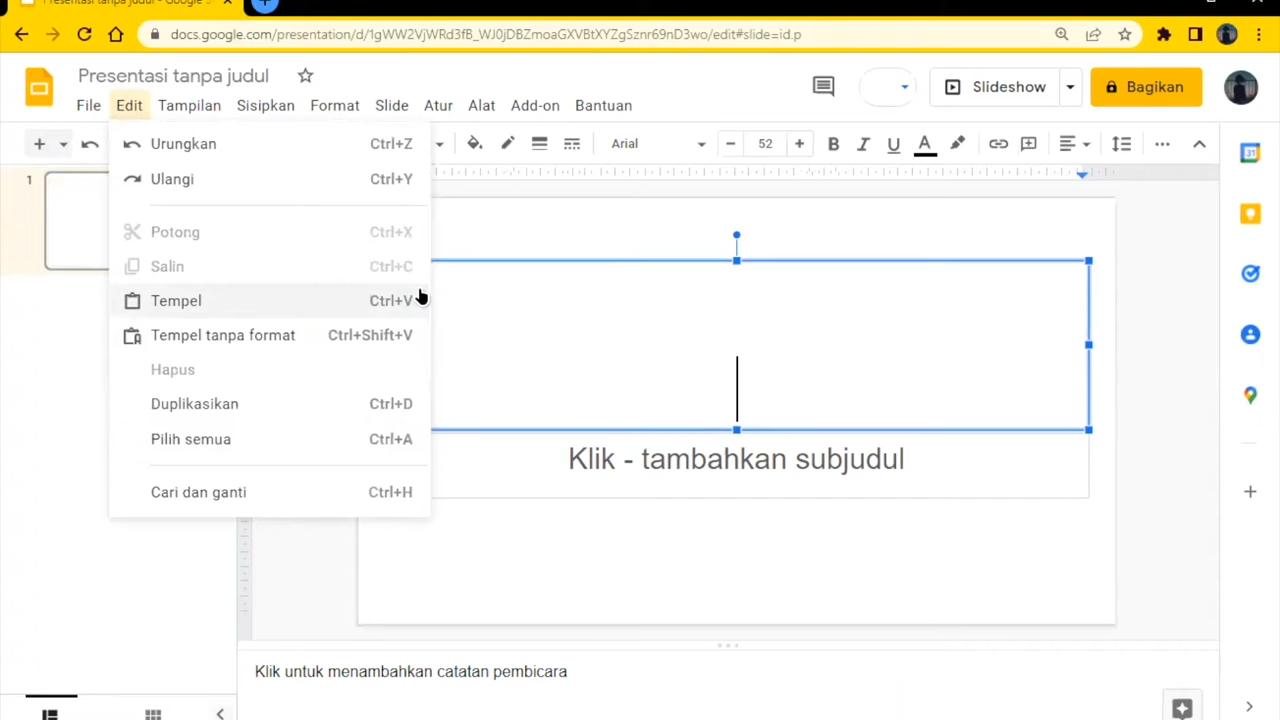 Presentasi tanpa judul - Google S
docs.google.com/presentation/d/1gWW2VjWRd3fB_WJ0jDBZmoaGXVBtXYZgSznr69nD3wo/edit#slide=id.p
Presentasi tanpa judul
Slideshow
Bagikan
File Edit Tampilan Sisipkan Format Slide Atur Alat Add-on Bantuan
Arial 52 B I U A
Urungkan Ctrl+Z
Ulangi Ctrl+Y
Potong Ctrl+X
Salin Ctrl+C
Tempel Ctrl+V
Tempel tanpa format Ctrl+Shift+V
Hapus
Duplikasikan Ctrl+D
Pilih semua Ctrl+A
Cari dan ganti Ctrl+H
1
31
Klik - tambahkan subjudul
Klik untuk menambahkan catatan pembicara